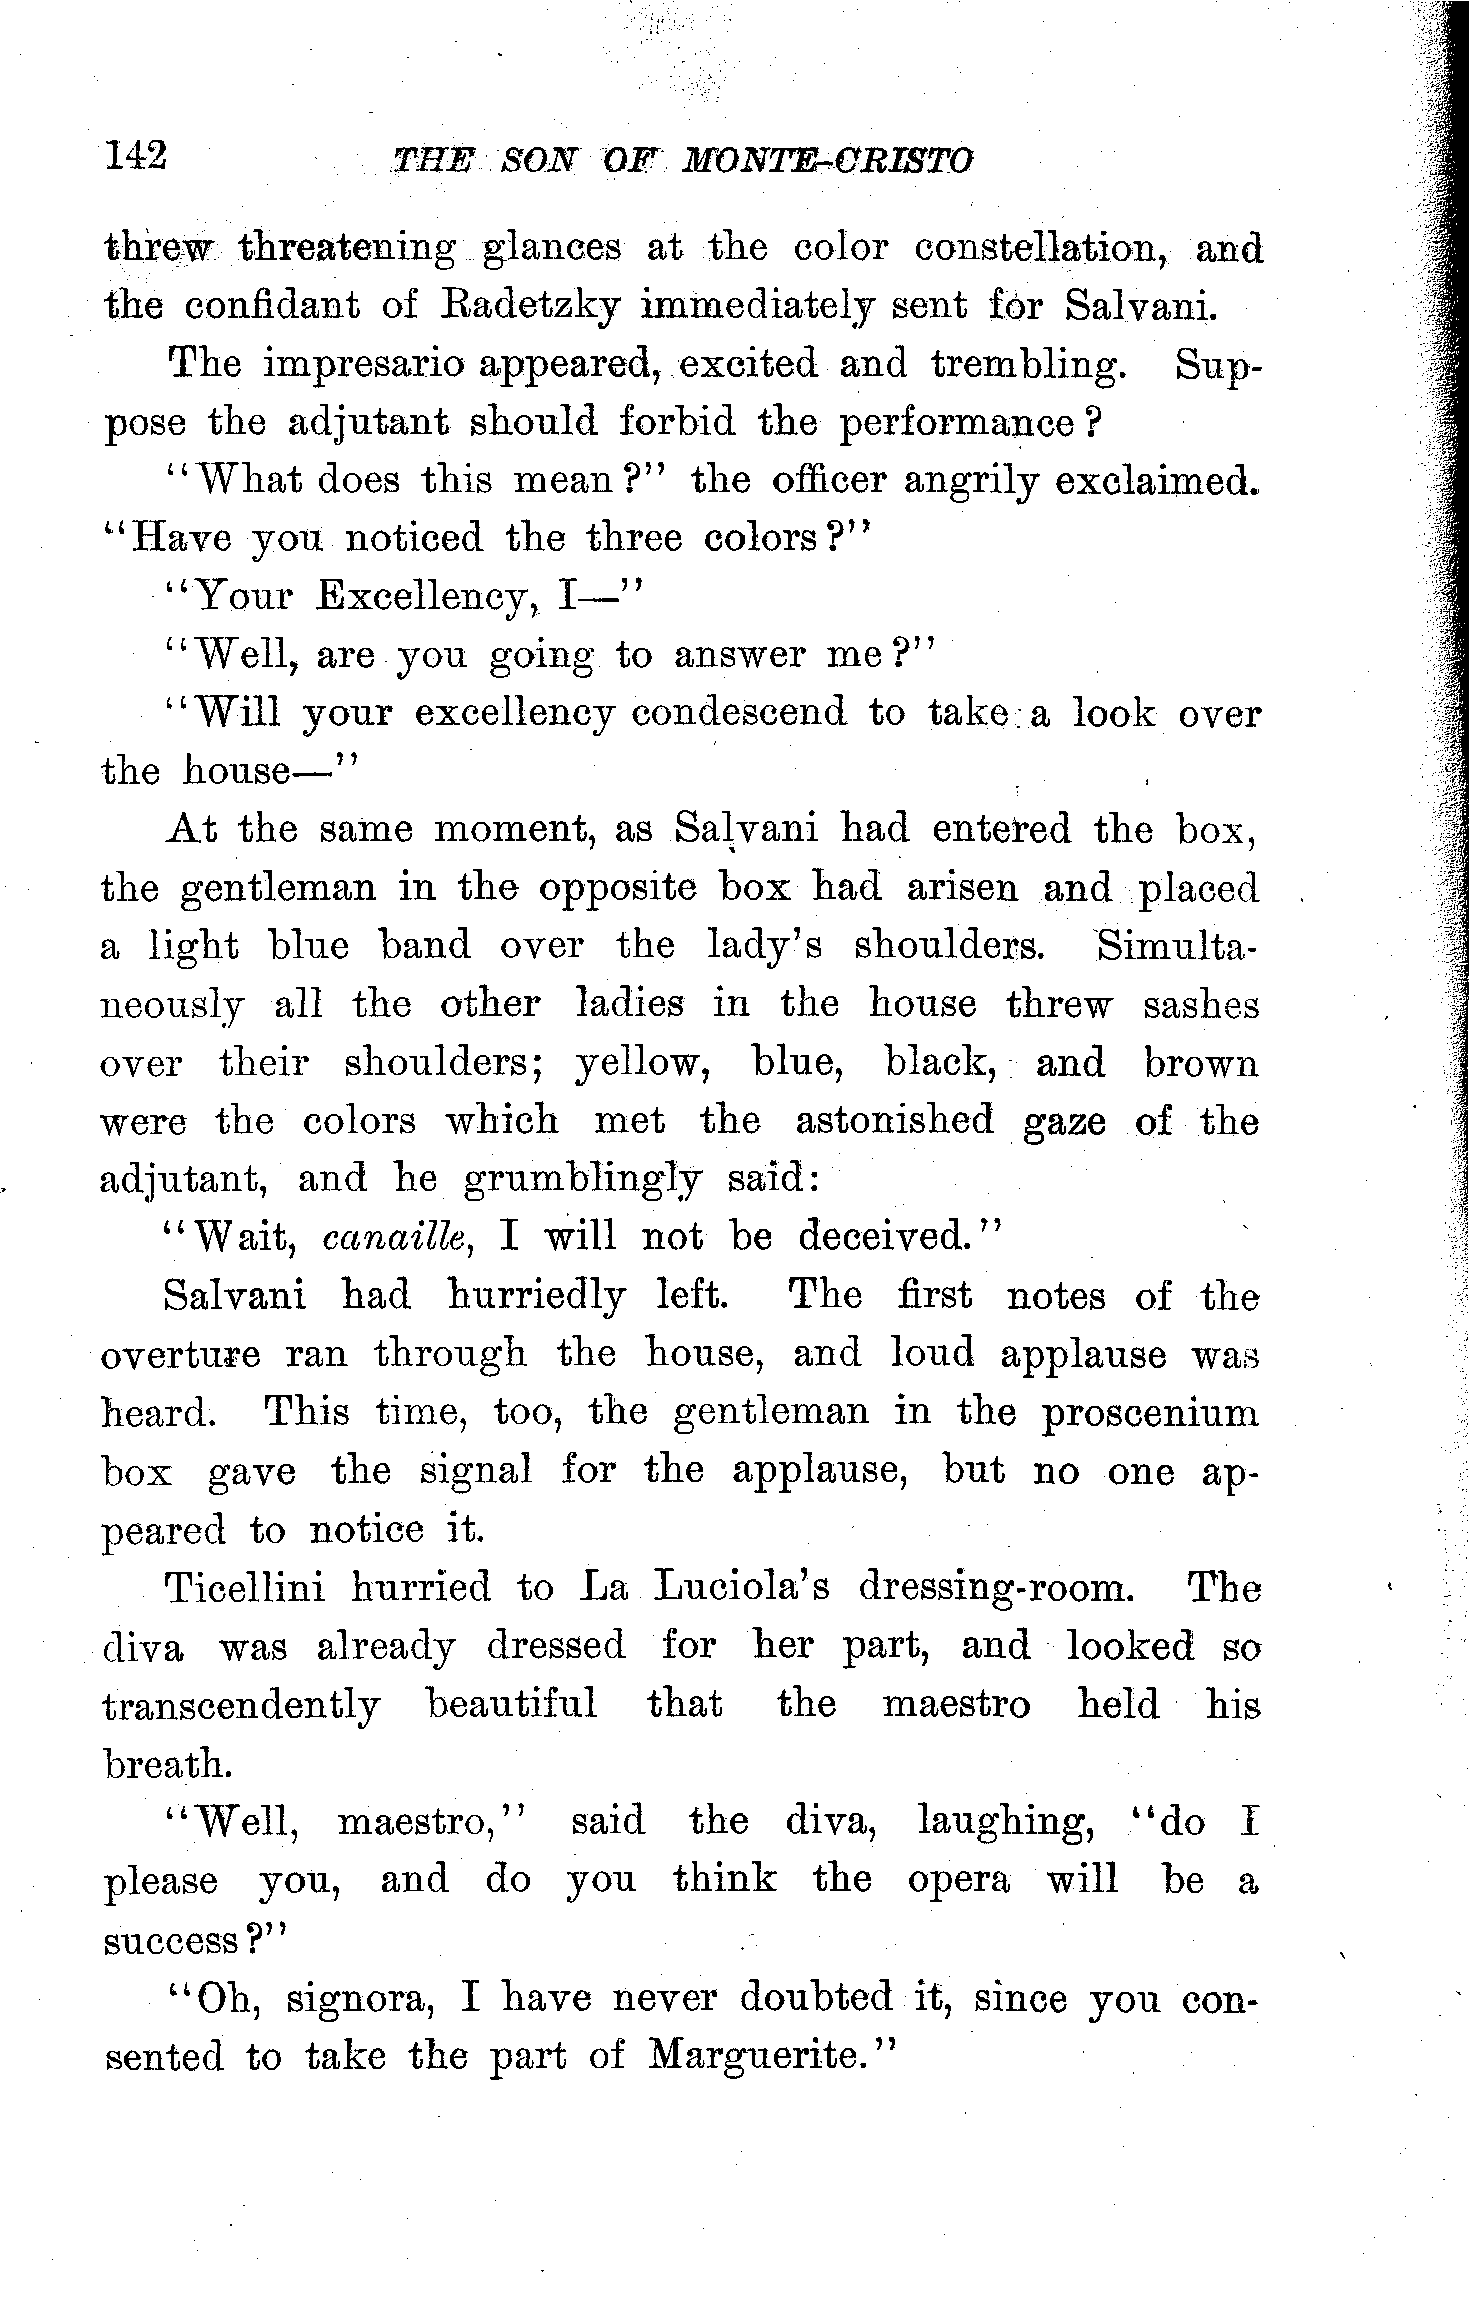 142 THE SON OF MONTE-CRISTO
threw threatening glances at the color constellation, and
the confidant of Radetzky immediately sent for Salvani.
The impresario appeared, excited and trembling. Sup-
pose the adjutant should forbid the performance?
"What does this mean?" the officer angrily exclaimed.
"Have you noticed the three colors?"
"Your Excellency, I—"
"Well, are you going to answer me?"
"Will your excellency condescend to take a look over
the house—"
At the same moment, as Salvani had entered the box,
the gentleman in the opposite box had arisen and placed
a light blue band over the lady's shoulders. Simulta-
neously all the other ladies in the house threw sashes
over their shoulders; yellow, blue, black, and brown
were the colors which met the astonished gaze of the
adjutant, and he grumblingly said:
"Wait, canaille, I will not be deceived."
Salvani had hurriedly left. The first notes of the
overture ran through the house, and loud applause was
heard. This time, too, the gentleman in the proscenium
box gave the signal for the applause, but no one ap-
peared to notice it.
Ticellini hurried to La Luciola's dressing-room. The
diva was already dressed for her part, and looked so
transcendently beautiful that the maestro held his
breath.
"Well, maestro," said the diva, laughing, "do I
please you, and do you think the opera will be a
success?"
"Oh, signora, I have never doubted it, since you con-
sented to take the part of Marguerite."